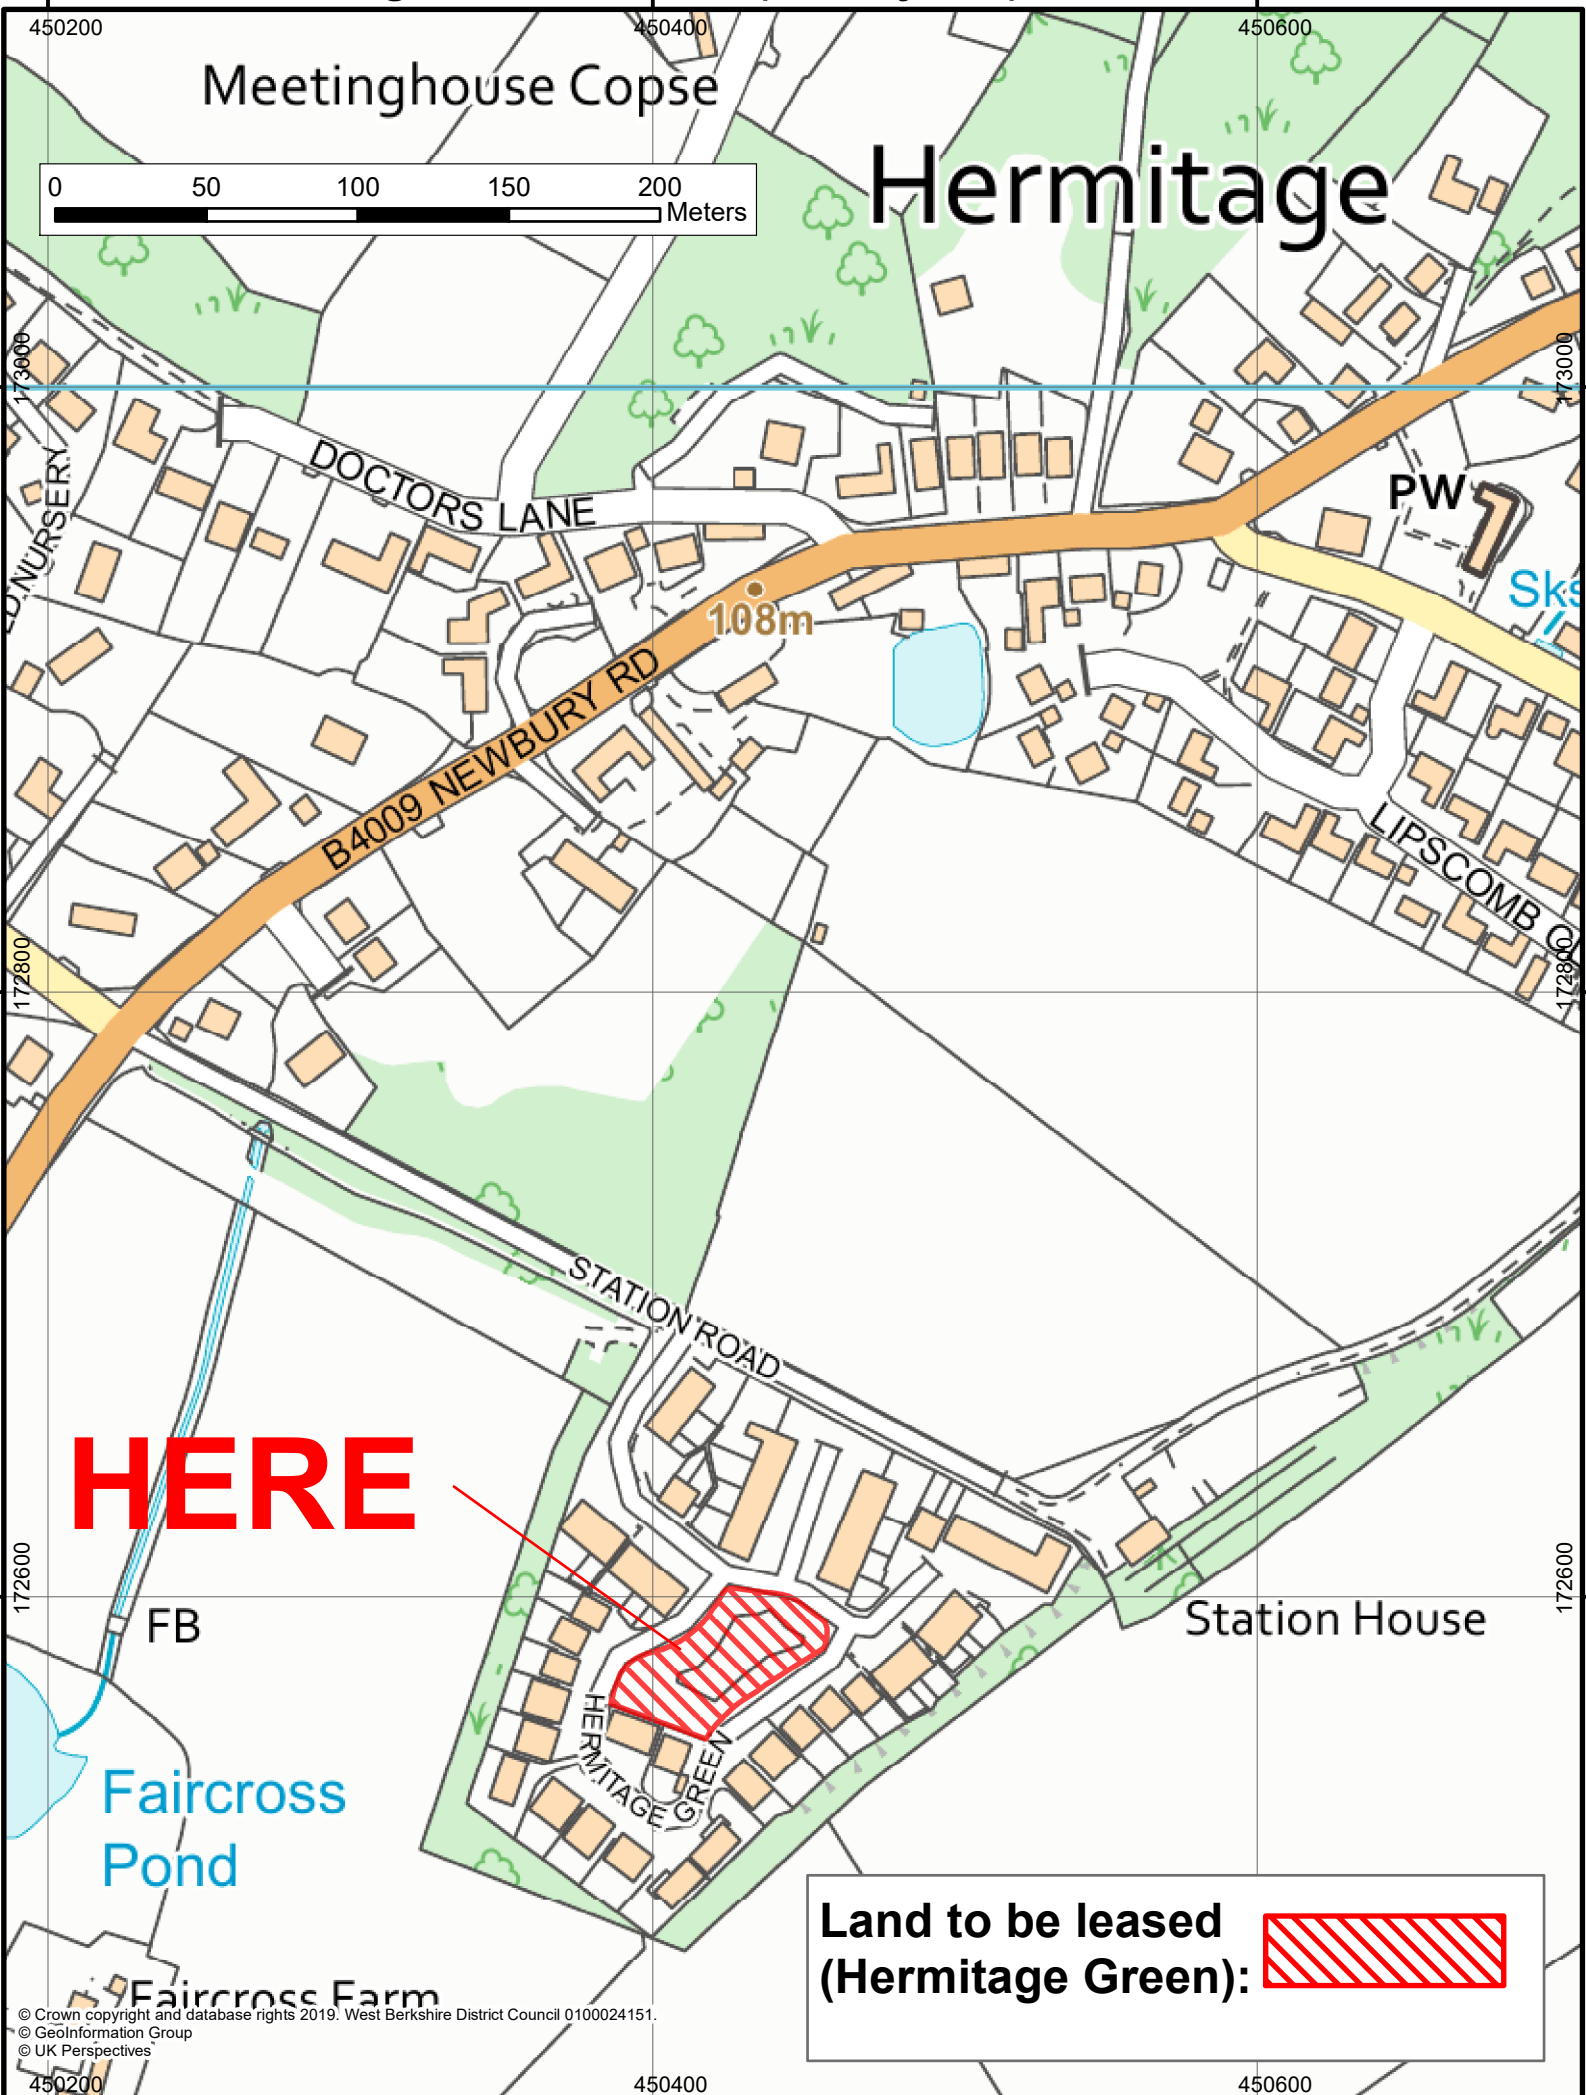 450200
450400
450600
Meetinghouse Copse
Hermitage
0 50 100 150 200
Meters
173000
173000
DOCTORS LANE
PW
NURSERY
108m
B4009 NEWBURY RD
LIPSCOMB
172800
172800
STATION ROAD
HERE
172600
172600
FB
Station House
HERMITAGE GREEN
Faircross
Pond
Land to be leased
(Hermitage Green):
Faircross Farm
© Crown copyright and database rights 2019. West Berkshire District Council 0100024151.
© GeoInformation Group
© UK Perspectives
450200
450400
450600